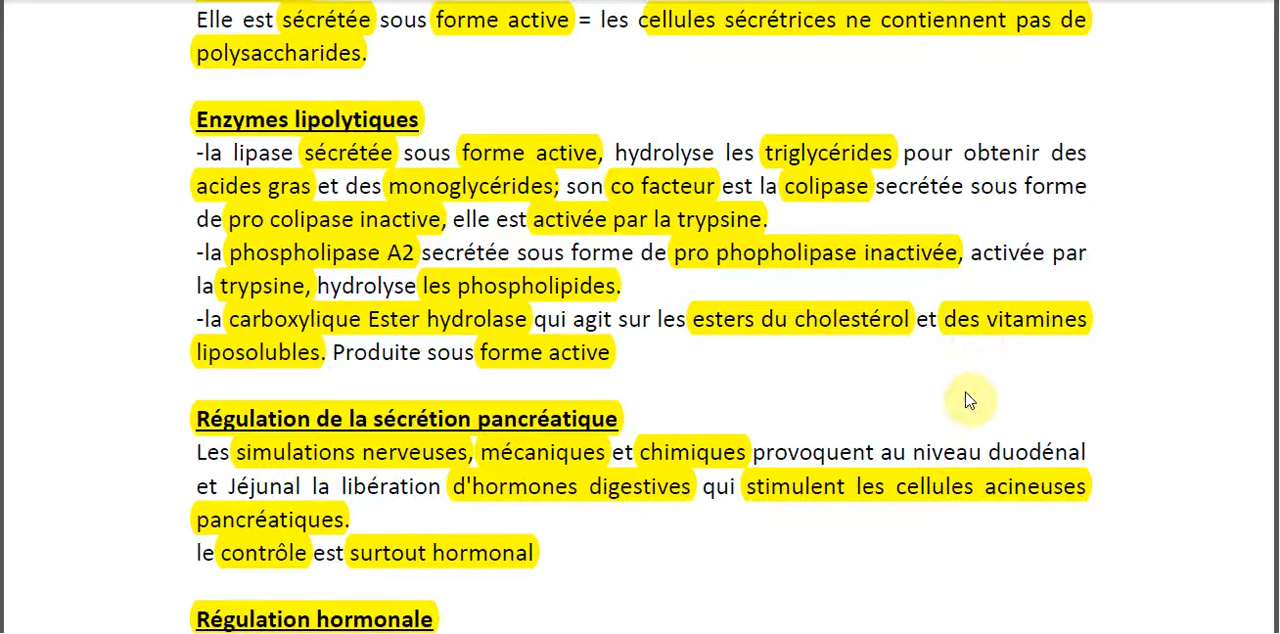 Elle est sécrétée sous forme active = les cellules sécrétrices ne contiennent pas de
polysaccharides.
Enzymes lipolytiques
-la lipase sécrétée sous forme active, hydrolyse les triglycérides pour obtenir des
acides gras et des monoglycérides; son co facteur est la colipase secrétée sous forme
de pro colipase inactive, elle est activée par la trypsine.
-la phospholipase A2 secrétée sous forme de pro phopholipase inactivée, activée par
la trypsine, hydrolyse les phospholipides.
-la carboxylique Ester hydrolase qui agit sur les esters du cholestérol et des vitamines
liposolubles. Produite sous forme active
Régulation de la sécrétion pancréatique
Les simulations nerveuses, mécaniques et chimiques provoquent au niveau duodénal
et Jéjunal la libération d'hormones digestives qui stimulent les cellules acineuses
pancréatiques.
le contrôle est surtout hormonal
Régulation hormonale